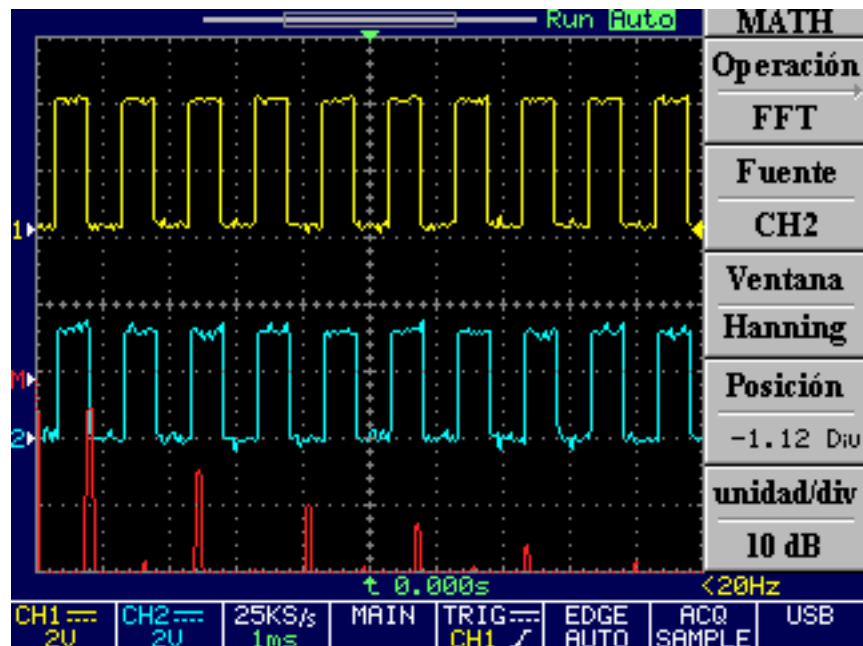 Run Auto
MATH
Operación
FFT
Fuente
CH2
Ventana
Hanning
Posición
-1.12 Div
unidad/div
10 dB
1
M
2
0.000s
<20Hz
CH1 CH2 25KS/s MAIN TRIG EDGE ACQ USB
2V 2V 1ms CH1 AUTO SAMPLE